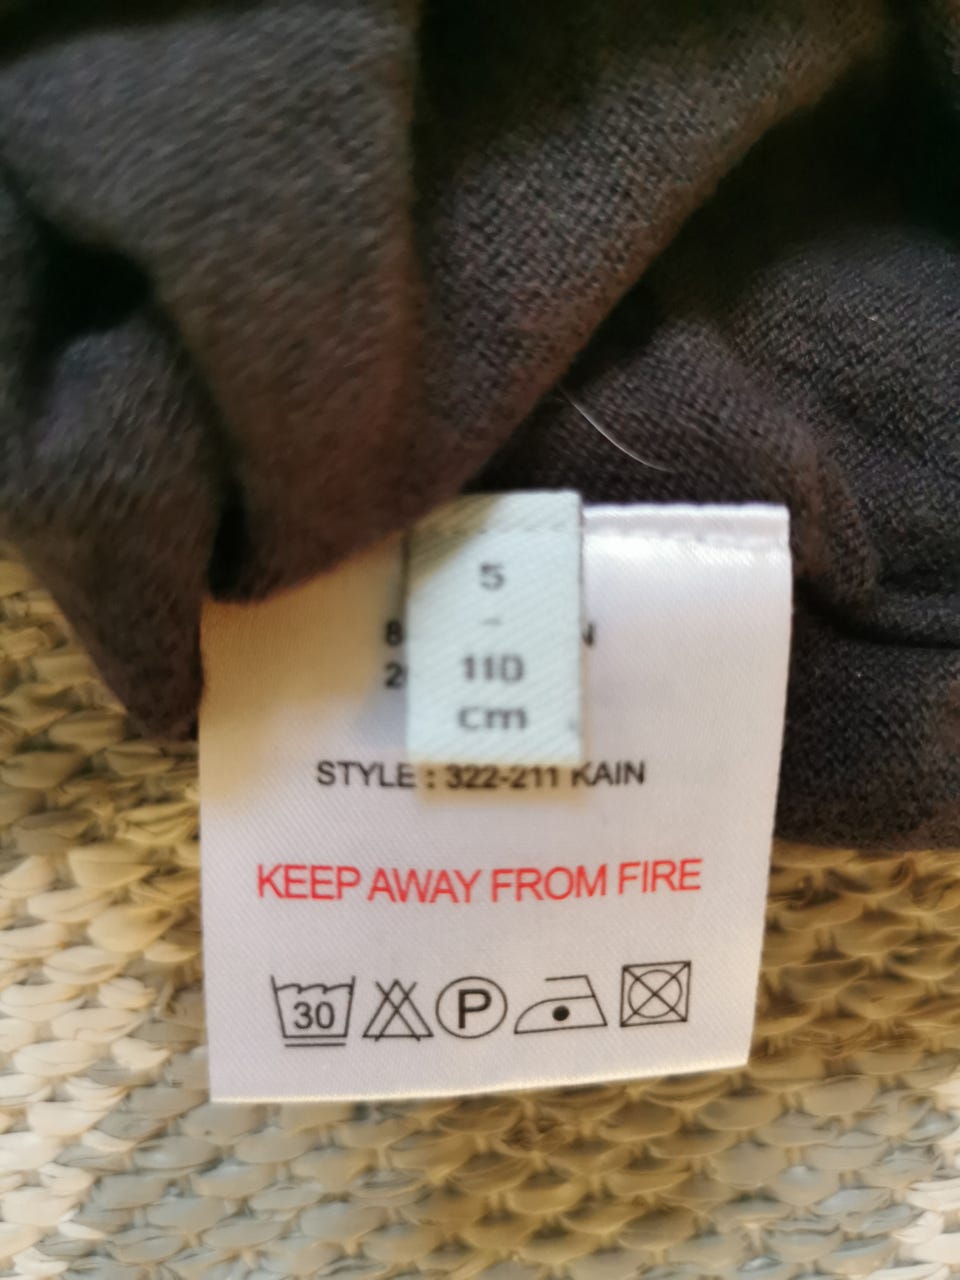 5
-
110
cm
STYLE : 322-211 KAIN
KEEP AWAY FROM FIRE
30 P